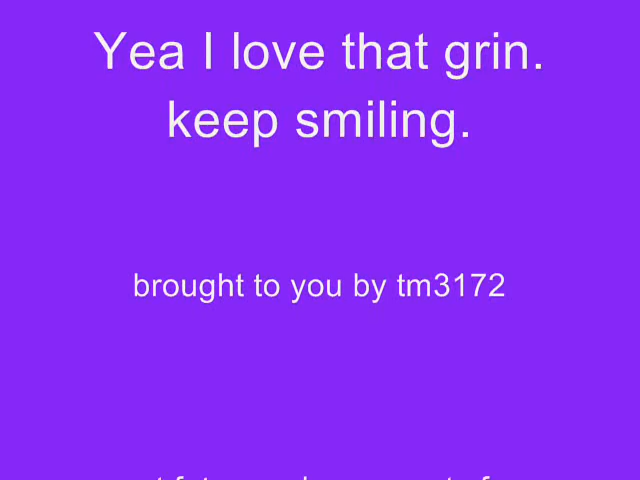 Yea I love that grin.
keep smiling.
brought to you by tm3172